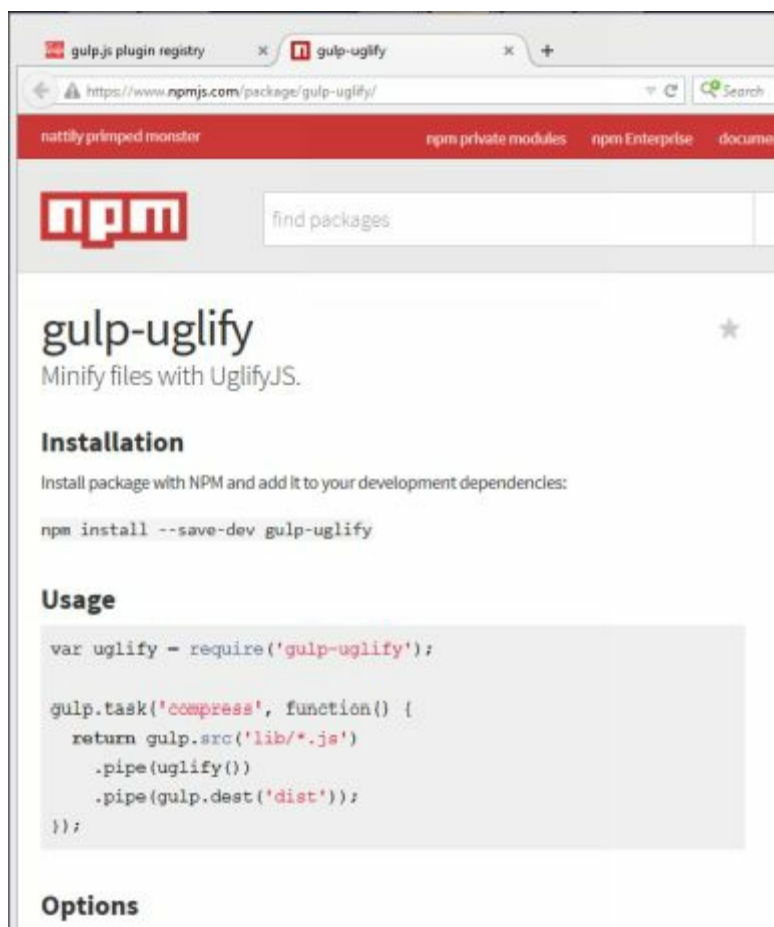 gulp.js plugin registry × gulp-uglify × +
https://www.npmjs.com/package/gulp-uglify/ Search
nattily primped monster npm private modules npm Enterprise docume
npm find packages
gulp-uglify
Minify files with UglifyJS.
Installation
Install package with NPM and add it to your development dependencies:
npm install --save-dev gulp-uglify
Usage
var uglify = require('gulp-uglify');
gulp.task('compress', function() {
return gulp.src('lib/*.js')
.pipe(uglify())
.pipe(gulp.dest('dist'));
});
Options